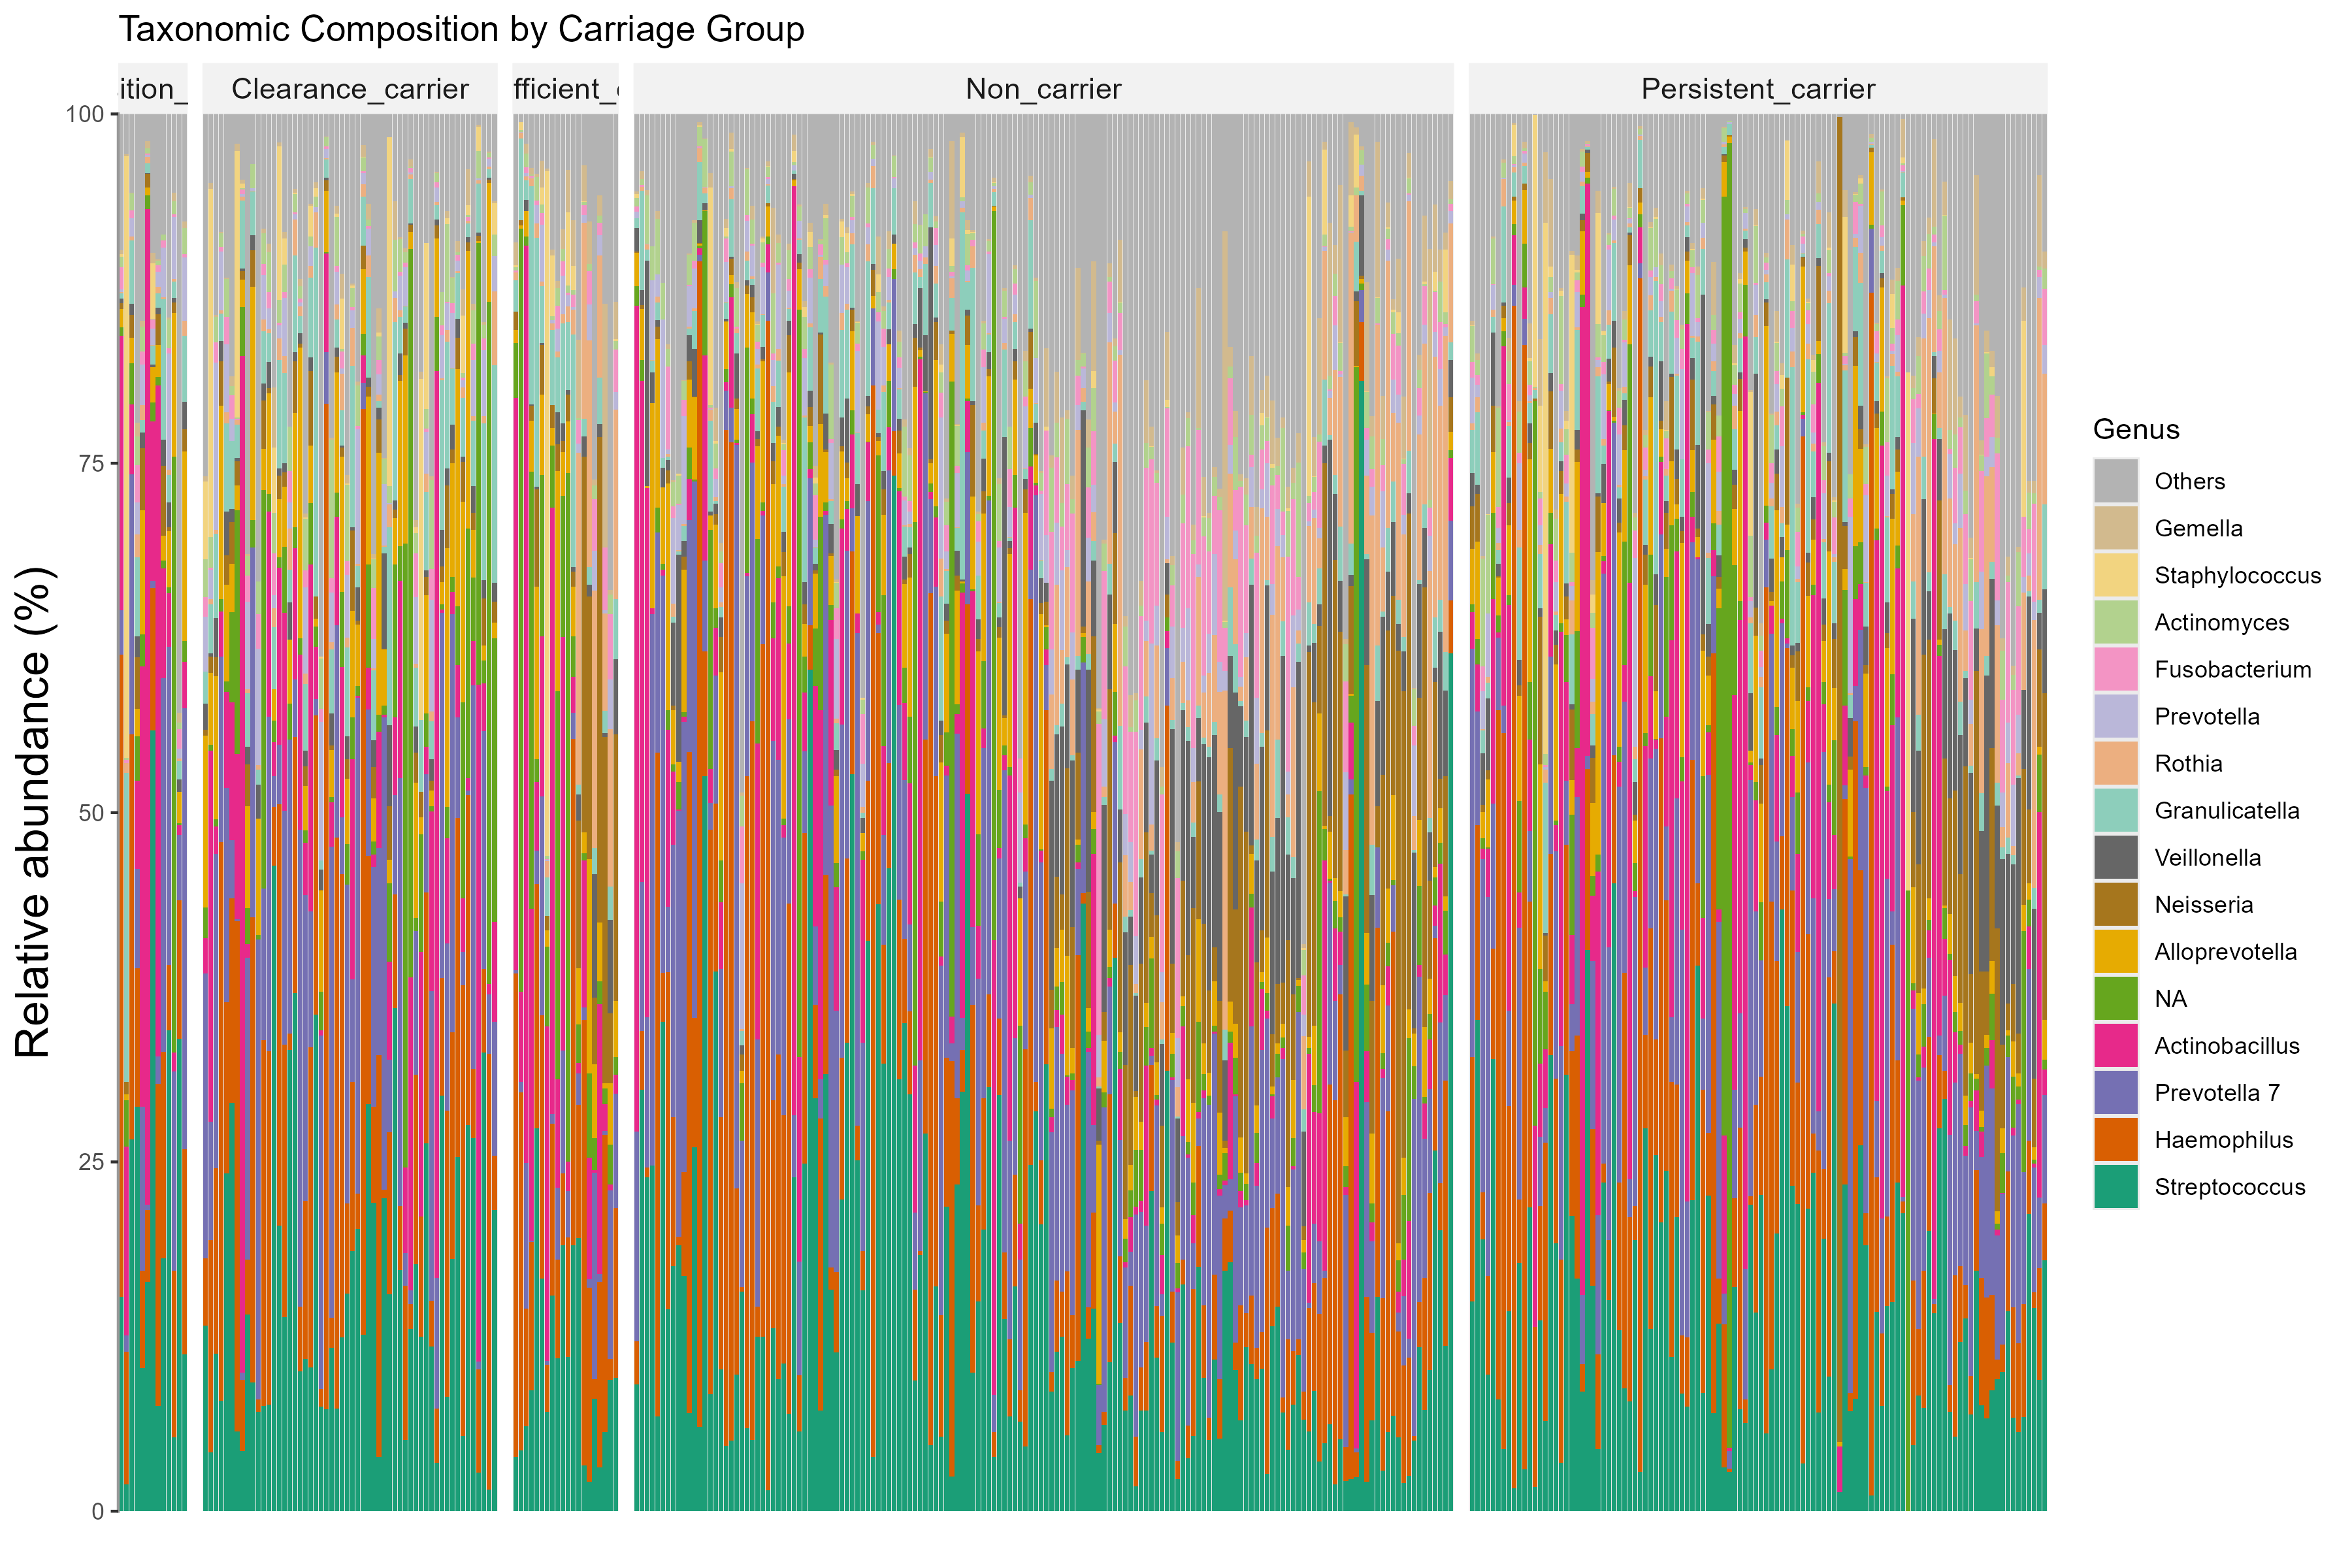 Taxonomic Composition by Carriage Group
ition_
Clearance_carrier
fficient_
Non_carrier
Persistent_carrier
100
75
50
25
0
Relative abundance (%)
Genus
Others
Gemella
Staphylococcus
Actinomyces
Fusobacterium
Prevotella
Rothia
Granulicatella
Veillonella
Neisseria
Alloprevotella
NA
Actinobacillus
Prevotella 7
Haemophilus
Streptococcus